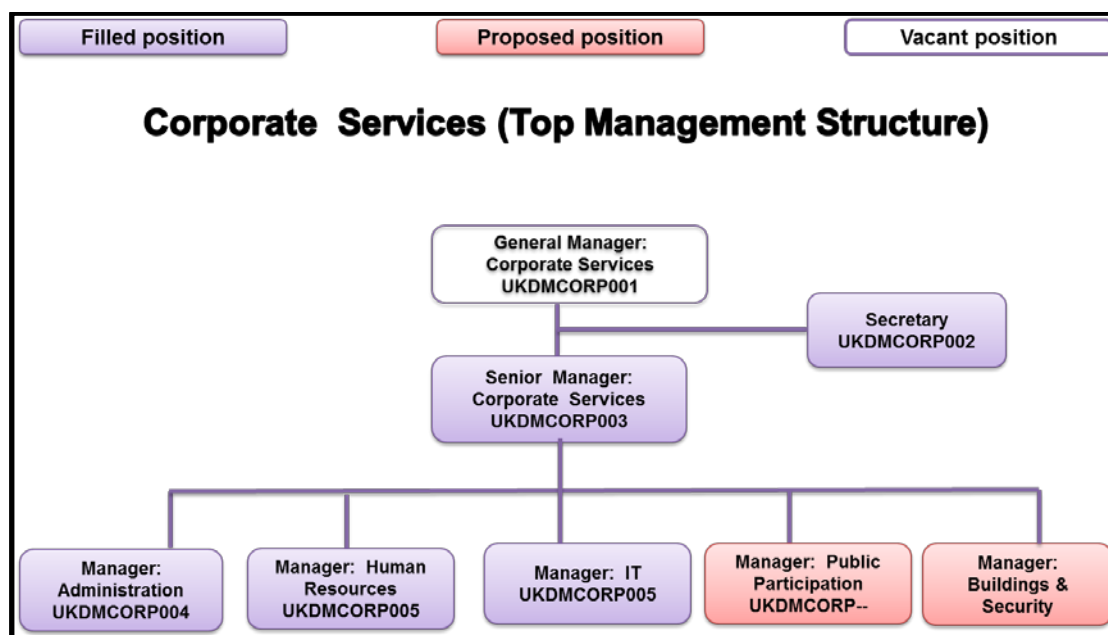 Filled position
Proposed position
Vacant position
Corporate Services (Top Management Structure)
General Manager:
Corporate Services
UKDMCORP001
Secretary
UKDMCORP002
Senior Manager:
Corporate Services
UKDMCORP003
Manager:
Administration
UKDMCORP004
Manager: Human
Resources
UKDMCORP005
Manager: IT
UKDMCORP005
Manager: Public
Participation
UKDMCORP--
Manager:
Buildings &
Security